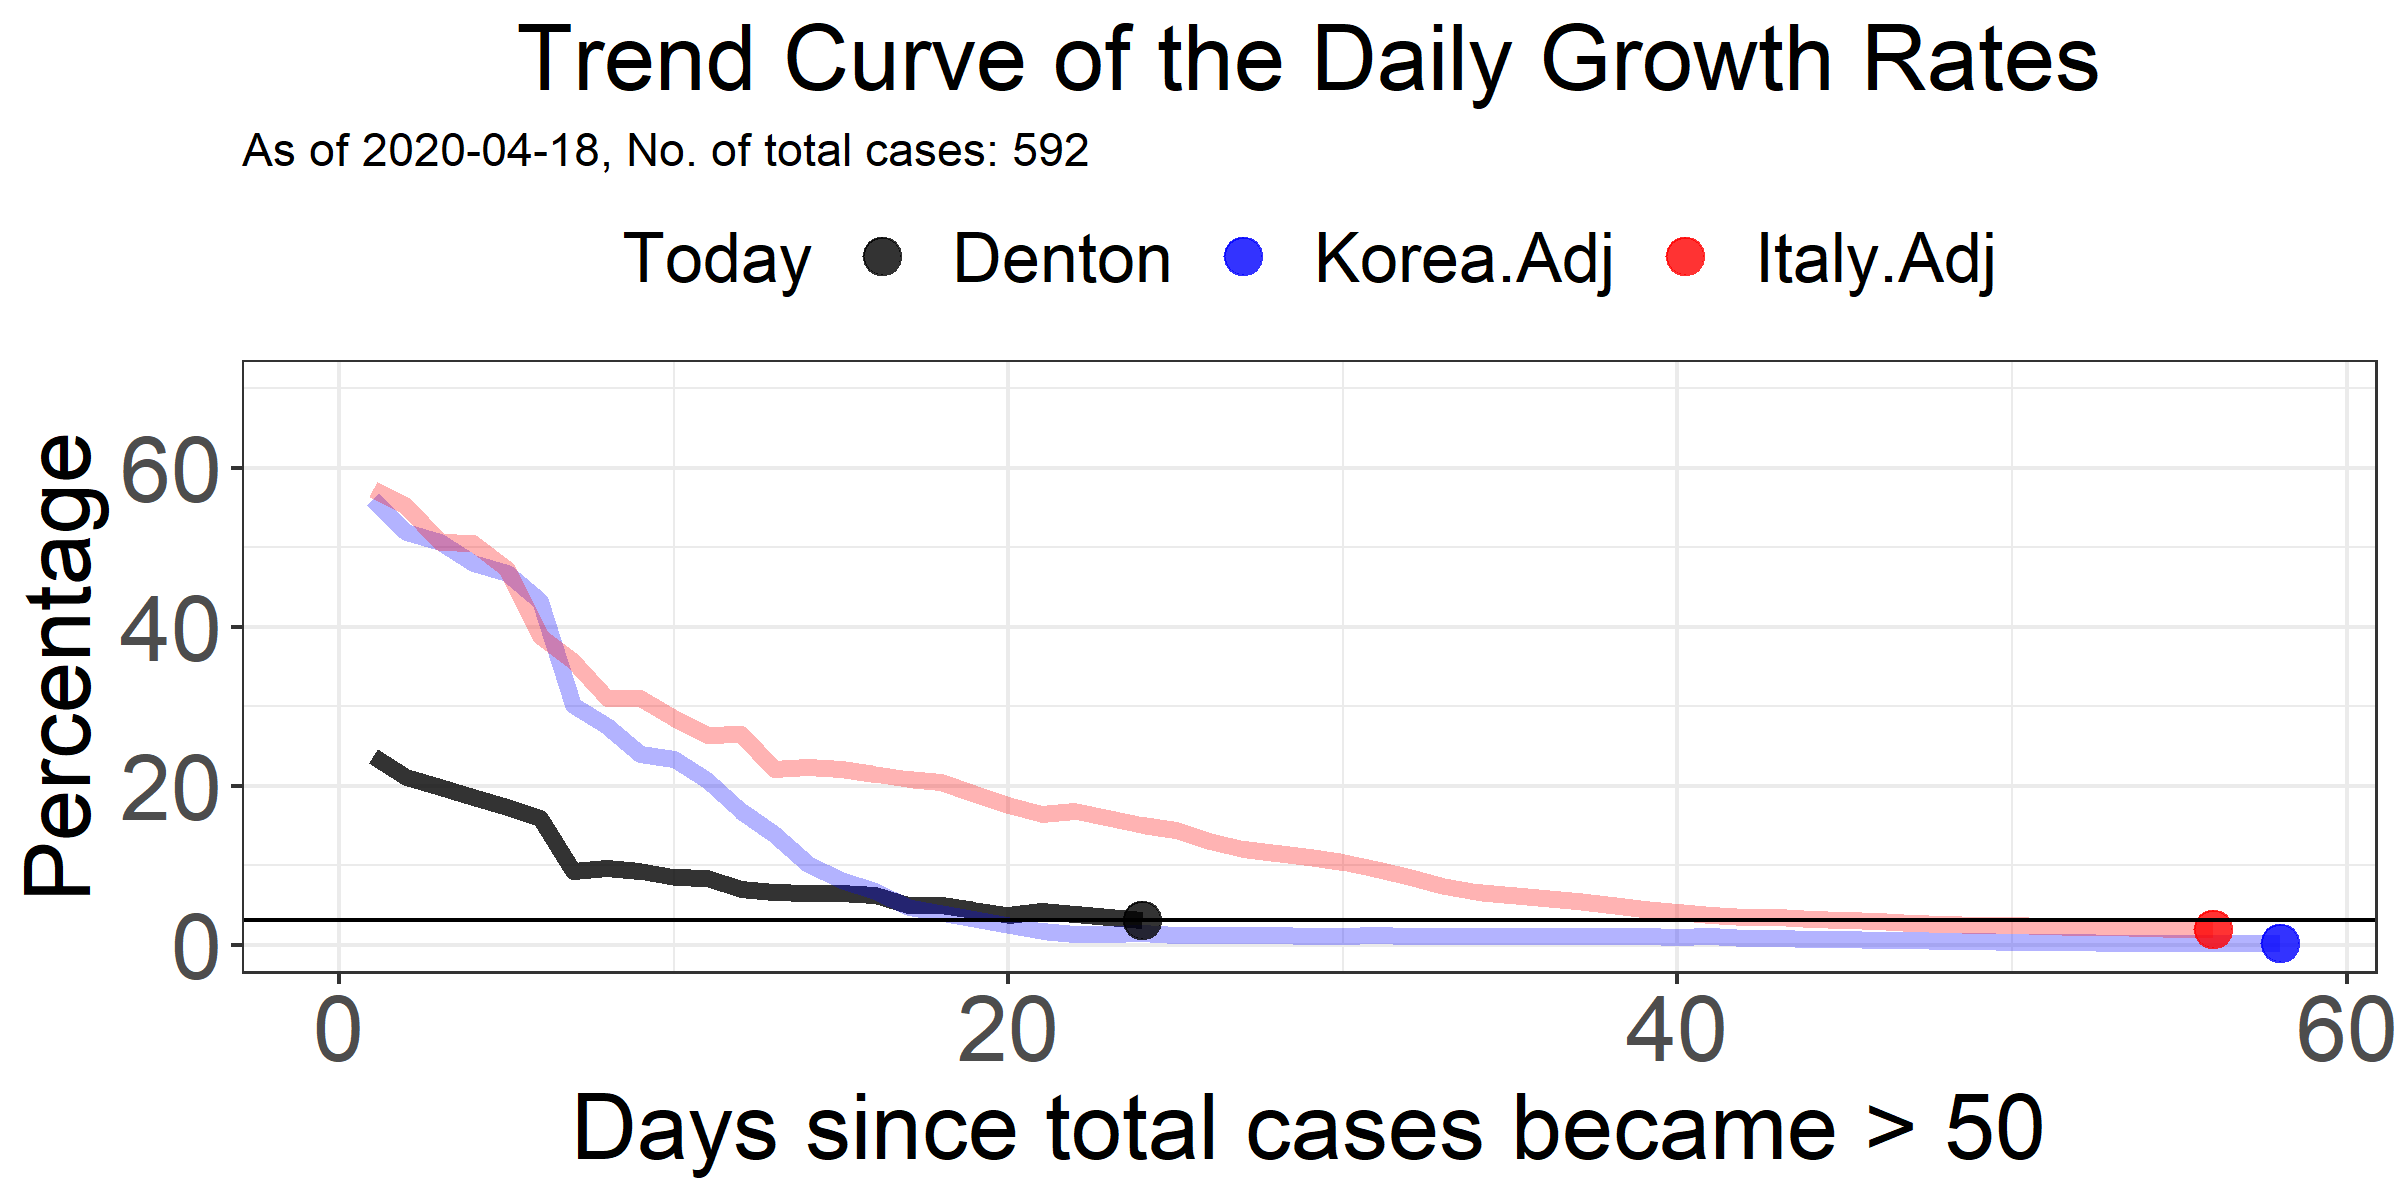 Trend Curve of the Daily Growth Rates
As of 2020-04-18, No. of total cases: 592
Today Denton Korea.Adj Italy.Adj
Percentage
60
40
20
0
0 20 40 60
Days since total cases became > 50